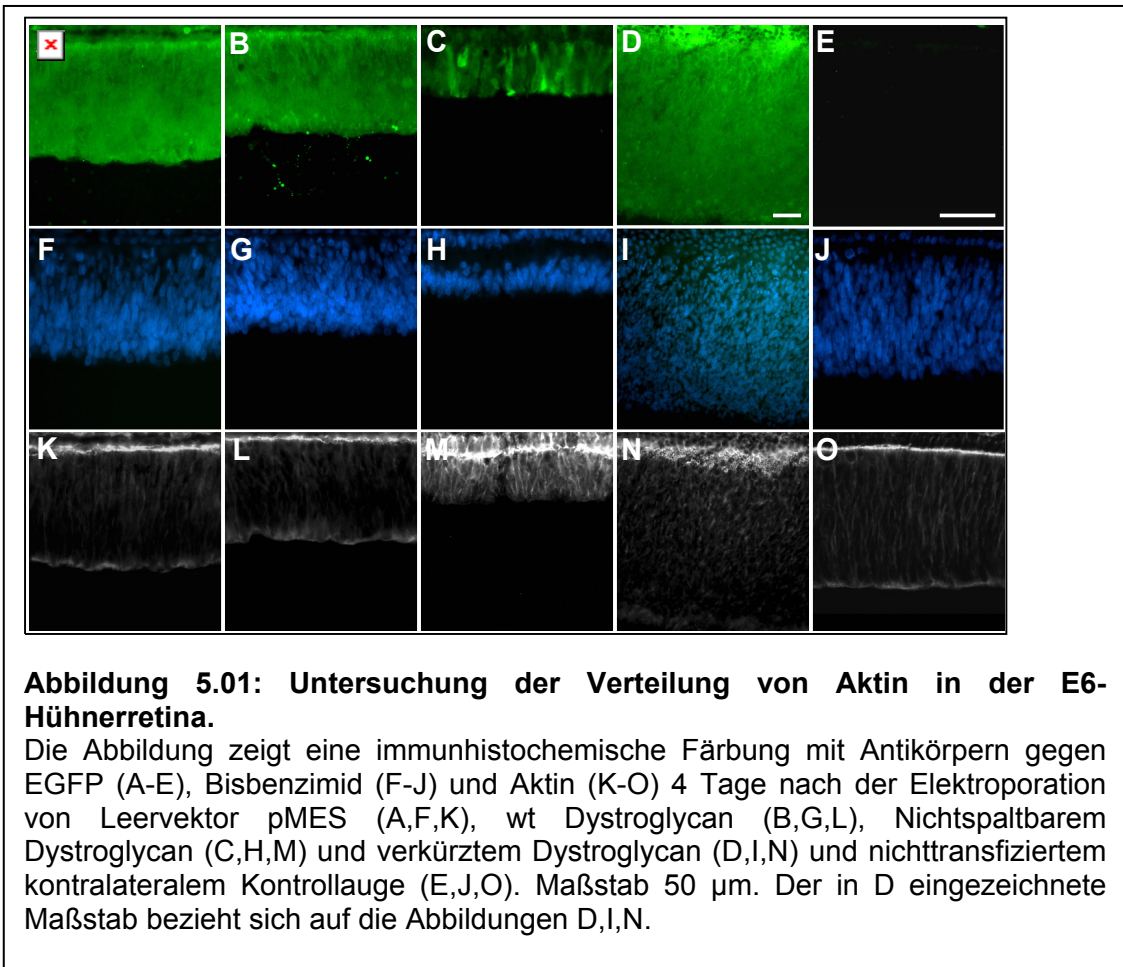 B C D E
F G H I J
K L M N O
Abbildung 5.01: Untersuchung der Verteilung von Aktin in der E6-
Hühnerretina.
Die Abbildung zeigt eine immunhistochemische Färbung mit Antikörpern gegen
EGFP (A-E), Bisbenzimid (F-J) und Aktin (K-O) 4 Tage nach der Elektroporation
von Leervektor pMES (A,F,K), wt Dystroglycan (B,G,L), Nichtspaltbarem
Dystroglycan (C,H,M) und verkürztem Dystroglycan (D,I,N) und nichttransfiziertem
kontralateralem Kontrollauge (E,J,O). Maßstab 50 µm. Der in D eingezeichnete
Maßstab bezieht sich auf die Abbildungen D,I,N.